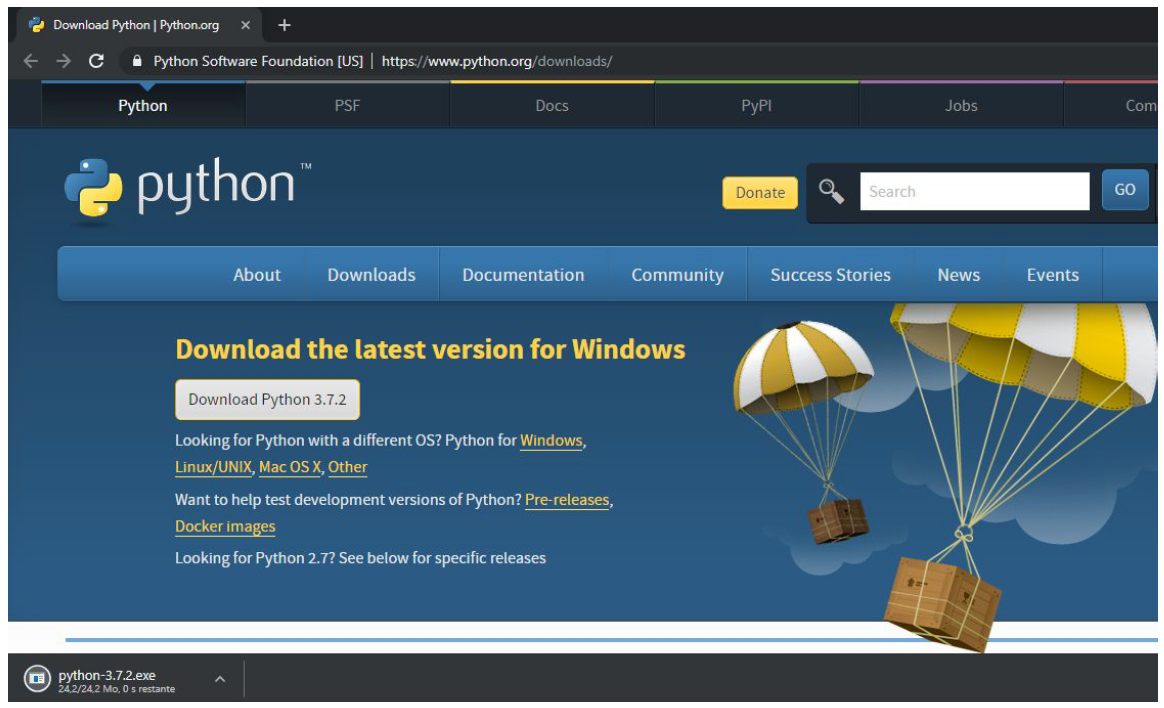 Download Python | Python.org
Python Software Foundation [US] | https://www.python.org/downloads/
Python PSF Docs PyPI Jobs Com
python™
Donate Search GO
About Downloads Documentation Community Success Stories News Events
Download the latest version for Windows
Download Python 3.7.2
Looking for Python with a different OS? Python for Windows,
Linux/UNIX, Mac OS X, Other
Want to help test development versions of Python? Pre-releases,
Docker images
Looking for Python 2.7? See below for specific releases
python-3.7.2.exe
24,2/24,2 Mo, 0 s restante